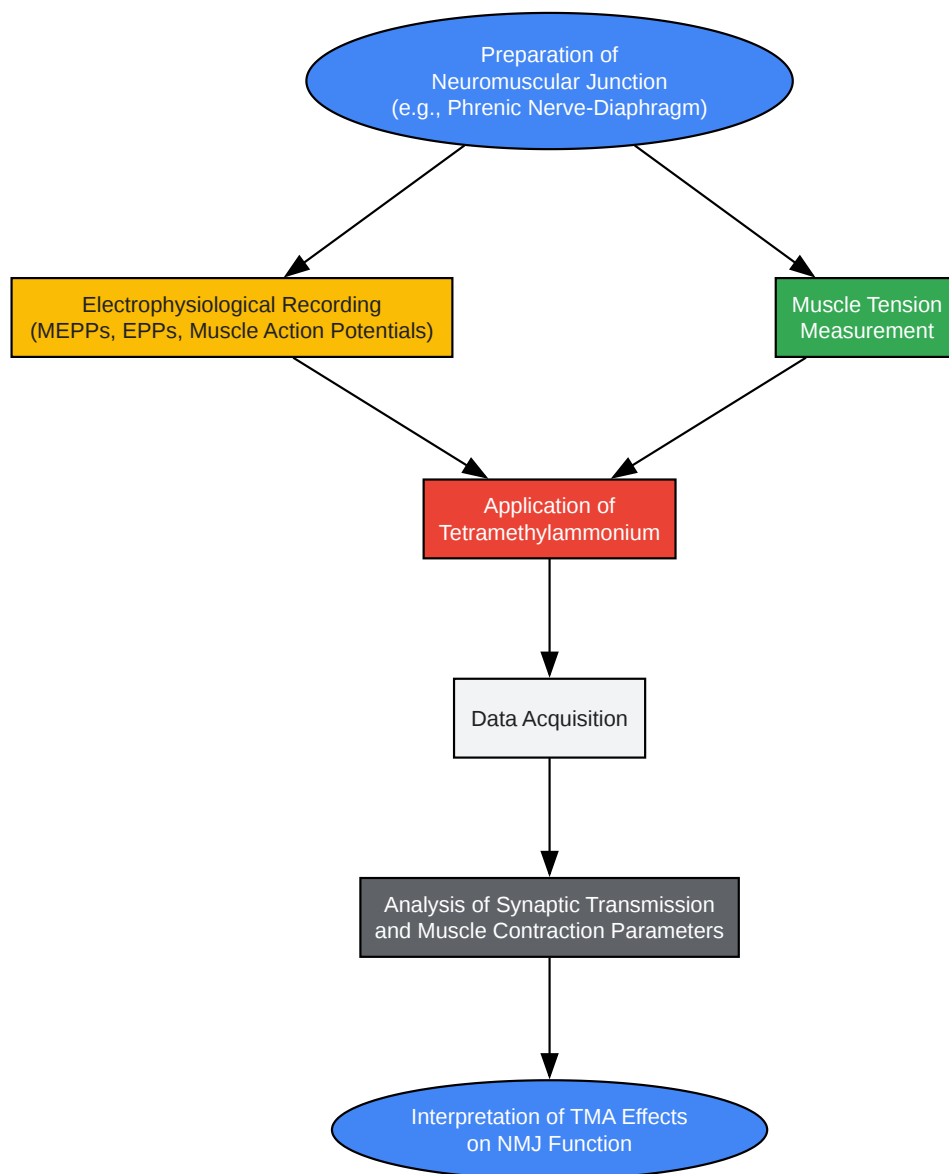 Preparation of
Neuromuscular Junction
(e.g., Phrenic Nerve-Diaphragm)
Electrophysiological Recording
(MEPPs, EPPs, Muscle Action Potentials)
Muscle Tension
Measurement
Application of
Tetramethylammonium
Data Acquisition
Analysis of Synaptic Transmission
and Muscle Contraction Parameters
Interpretation of TMA Effects
on NMJ Function